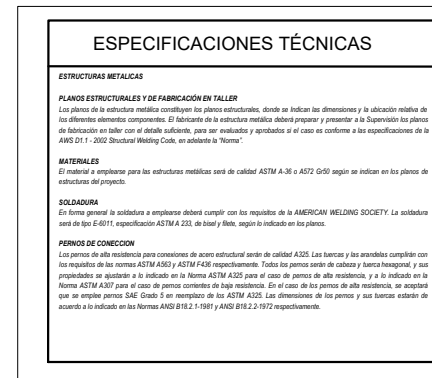 ESPECIFICACIONES TÉCNICAS
ESTRUCTURAS METALICAS
PLANOS ESTRUCTURALES Y DE FABRICACIÓN EN TALLER
Los planos de la estructura metálica constituyen los planos estructurales, donde se indican las dimensiones y la ubicación relativa de
los diferentes elementos componentes. El fabricante de la estructura metálica deberá preparar y presentar a la Supervisión los planos
de fabricación en taller con el detalle suficiente, para ser evaluados y aprobados si el caso es conforme a las especificaciones de la
AWS D1.1 - 2002 Structural Welding Code, en adelante la "Norma".
MATERIALES
El material a emplearse para las estructuras metálicas será de calidad ASTM A-36 o A572 Gr50 según se indican en los planos de
estructuras del proyecto.
SOLDADURA
En forma general la soldadura a emplearse deberá cumplir con los requisitos de la AMERICAN WELDING SOCIETY. La soldadura
será de tipo E-6011, especificación ASTM A 233, de bisel y filete, según lo indicado en los planos.
PERNOS DE CONECCION
Los pernos de alta resistencia para conexiones de acero estructural serán de calidad A325. Las tuercas y las arandelas cumplirán con
los requisitos de las normas ASTM A563 y ASTM F436 respectivamente. Todos los pernos serán de cabeza y tuerca hexagonal, y sus
propiedades se ajustarán a lo indicado en la Norma ASTM A325 para el caso de pernos de alta resistencia, y a lo indicado en la
Norma ASTM A307 para el caso de pernos corrientes de baja resistencia. En el caso de los pernos de alta resistencia, se aceptará
que se emplee pernos SAE Grado 5 en reemplazo de los ASTM A325. Las dimensiones de los pernos y sus tuercas estarán de
acuerdo a lo indicado en las Normas ANSI B18.2.1-1981 y ANSI B18.2.2-1972 respectivamente.